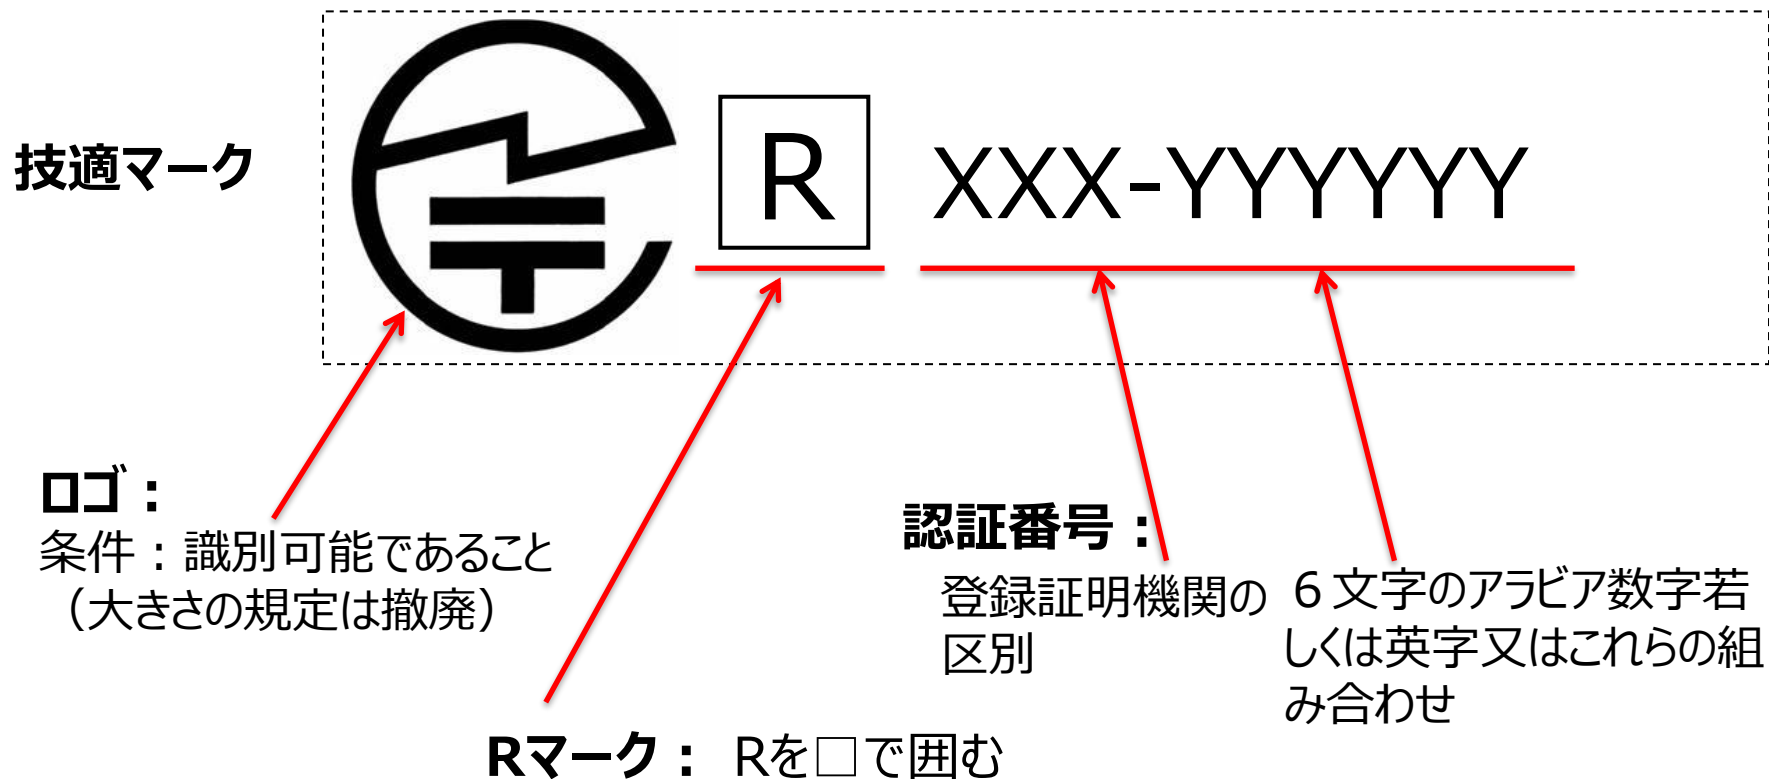 技適マーク
R
XXX-YYYYYY
ロゴ：
条件：識別可能であること
（大きさの規定は撤廃）
認証番号：
登録証明機関の
区別
６文字のアラビア数字若
しくは英字又はこれらの組
み合わせ
Rマーク： Rを□で囲む